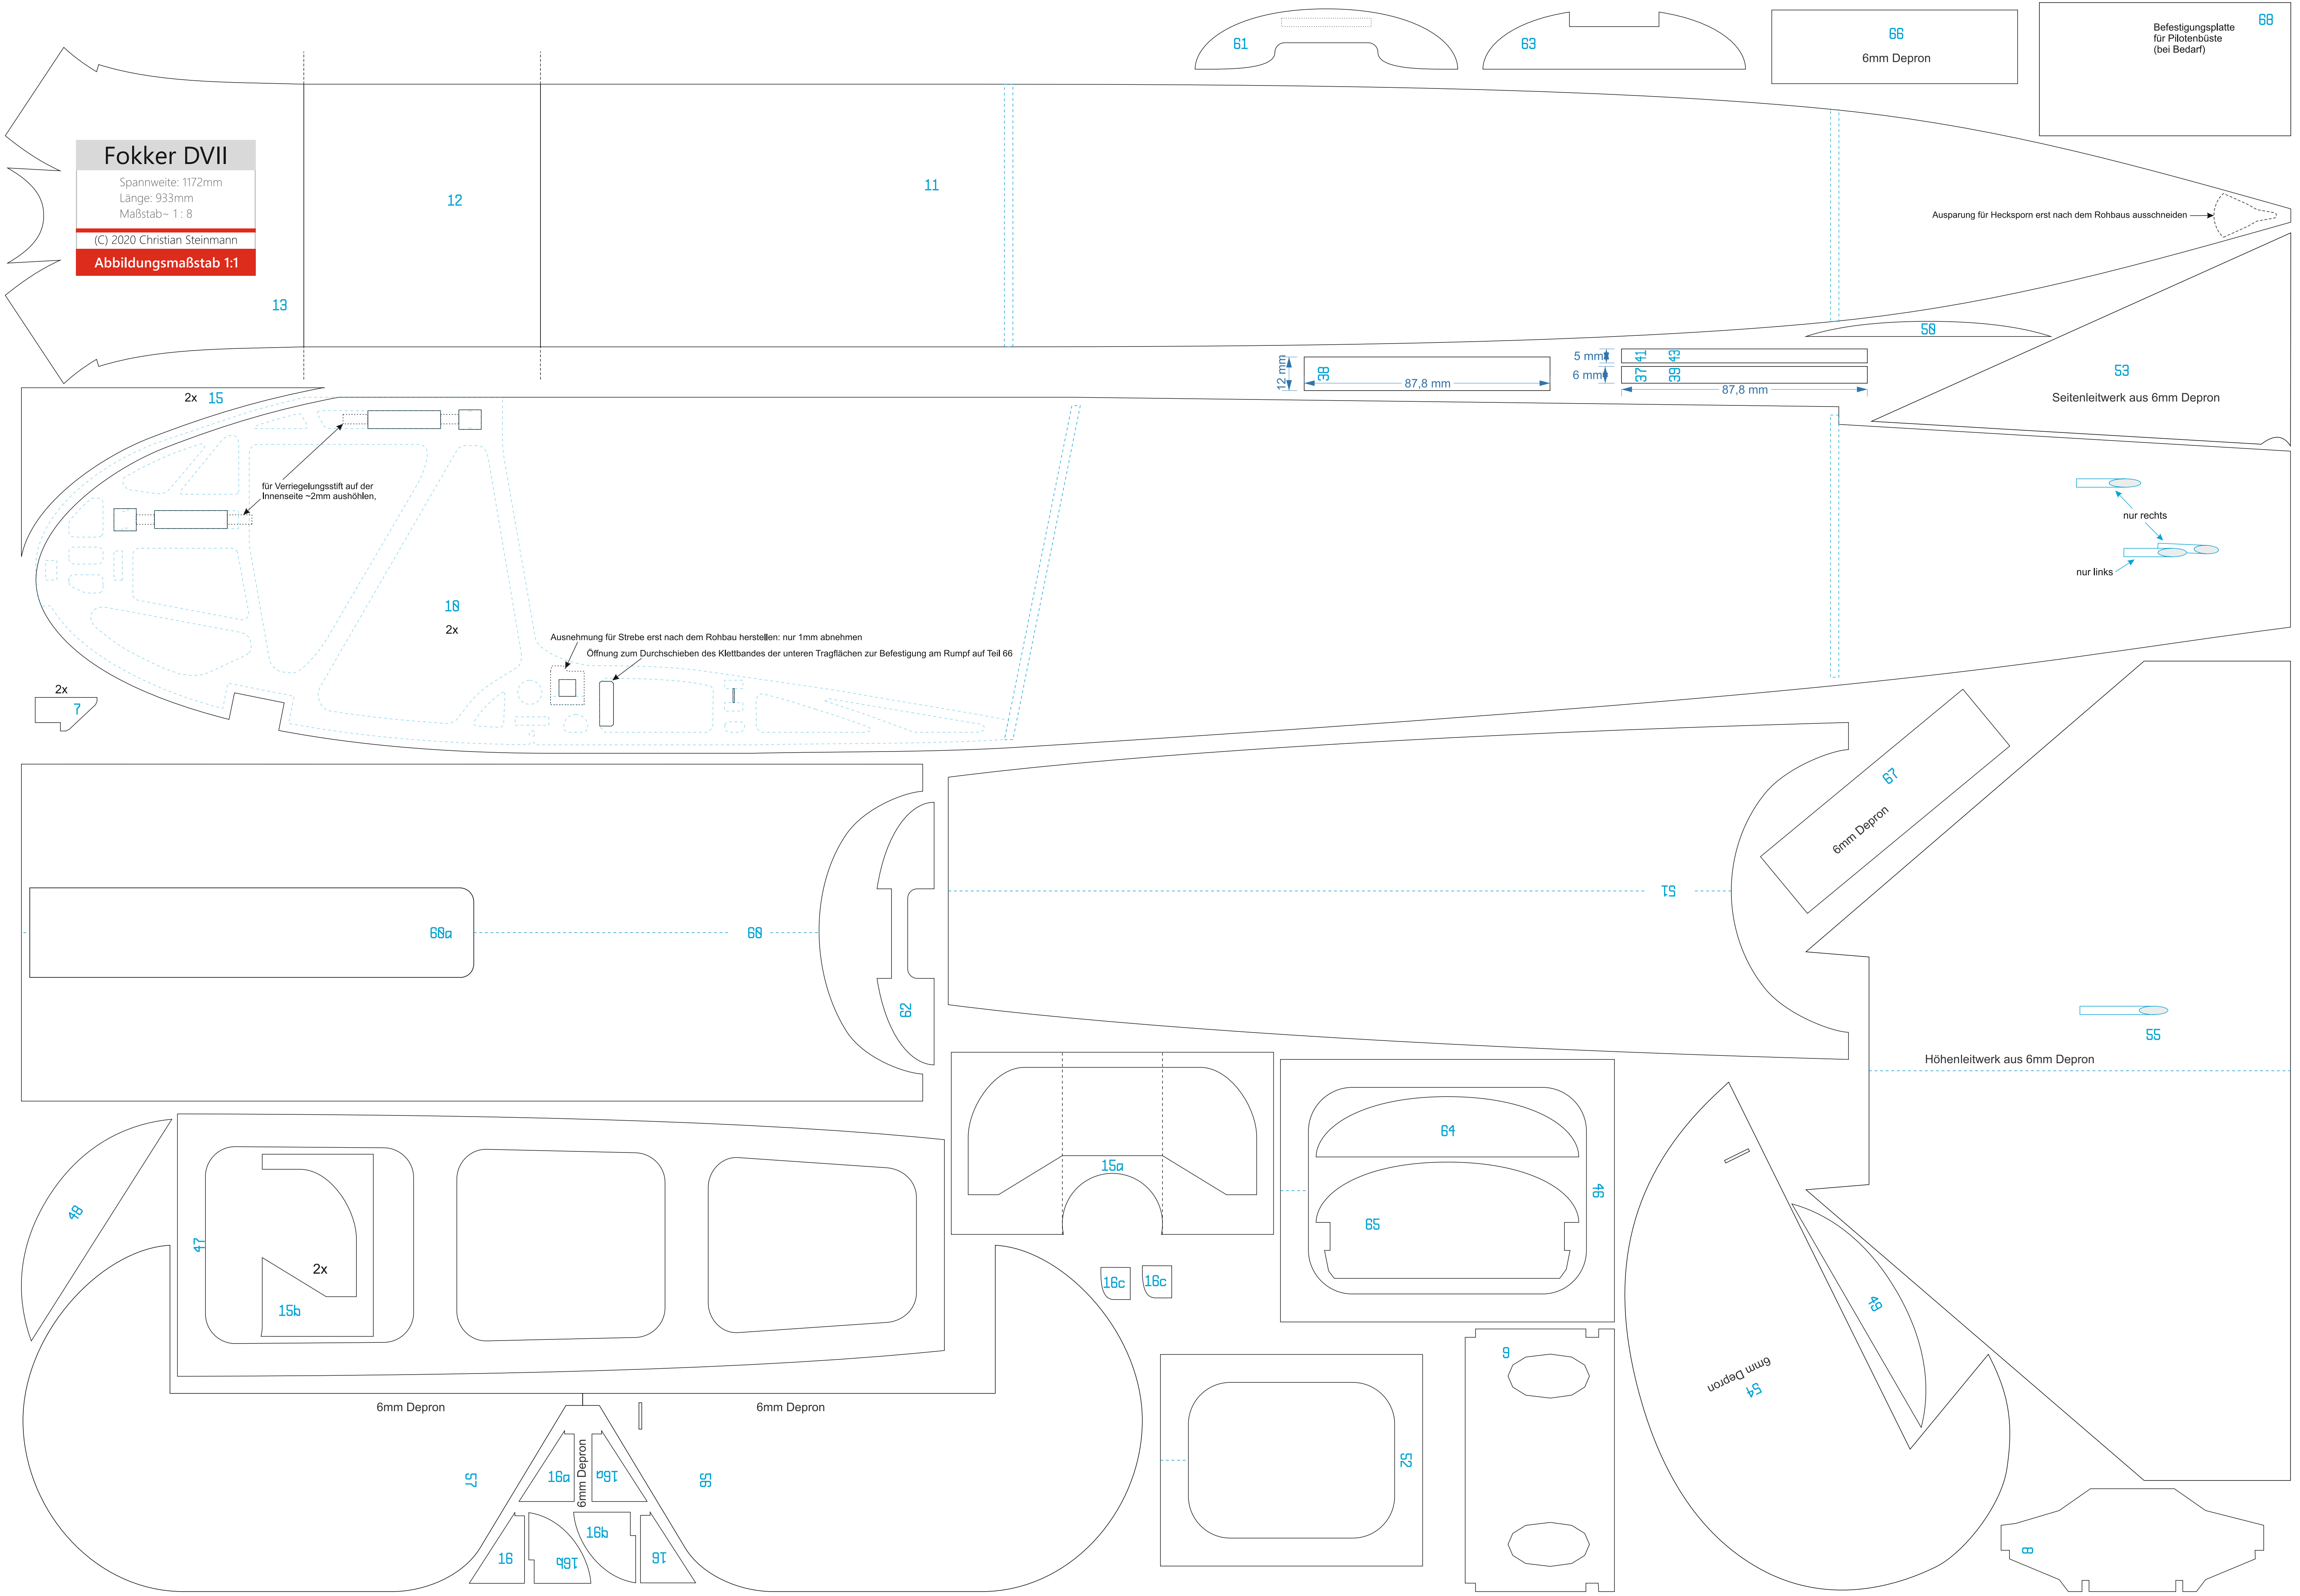 61
63
66
6mm Depron
68
Befestigungsplatte
für Pilotenbüste
(bei Bedarf)
Fokker DVII
Spannweite: 1172mm
Länge: 933mm
Maßstab~ 1 : 8
(C) 2020 Christian Steinmann
Abbildungsmaßstab 1:1
13
12
11
Ausparung für Hecksporn erst nach dem Rohbaus ausschneiden
50
12 mm
38
87,8 mm
5 mm
41
43
6 mm
37
39
87,8 mm
53
Seitenleitwerk aus 6mm Depron
2x
15
für Verriegelungsstift auf der
Innenseite ~2mm aushöhlen,
nur rechts
nur links
10
2x
Ausnehmung für Strebe erst nach dem Rohbau herstellen: nur 1mm abnehmen
Öffnung zum Durchschieben des Klettbandes der unteren Tragflächen zur Befestigung am Rumpf auf Teil 66
2x
7
67
6mm Depron
51
60a
60
62
55
Höhenleitwerk aus 6mm Depron
48
47
2x
15b
15a
64
65
46
16c
16c
49
6mm Depron
54
9
52
6mm Depron
6mm Depron
57
56
6mm Depron
16a
16a
16b
16b
16
16
8